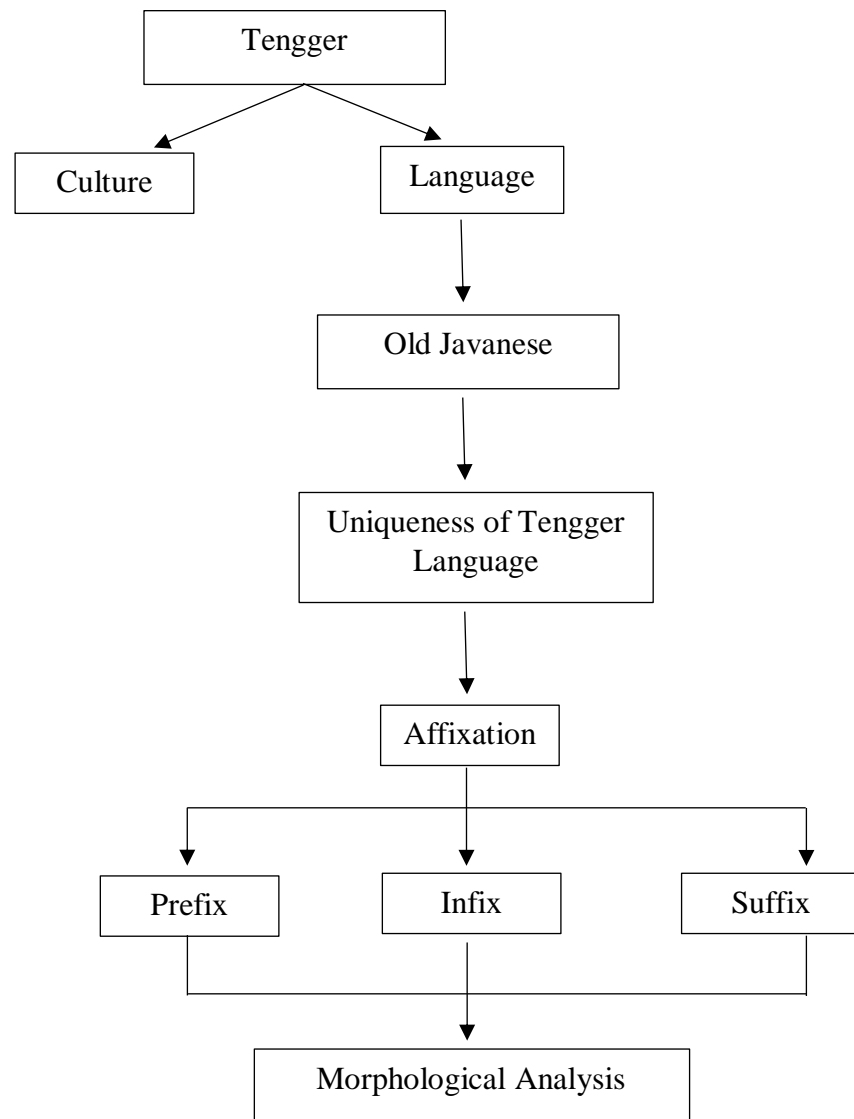 Tengger
Culture
Language
Old Javanese
Uniqueness of Tengger
Language
Affixation
Prefix
Infix
Suffix
Morphological Analysis